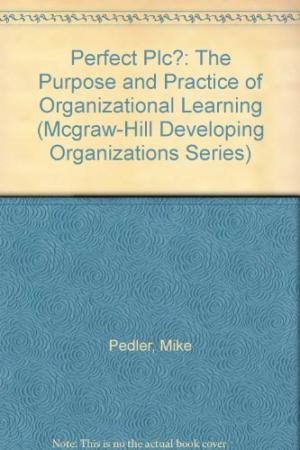 Perfect Plc?: The
Purpose and Practice of
Organizational Learning
(Mcgraw-Hill Developing
Organizations Series)
Pedler, Mike
Note: This is no the actual book cover